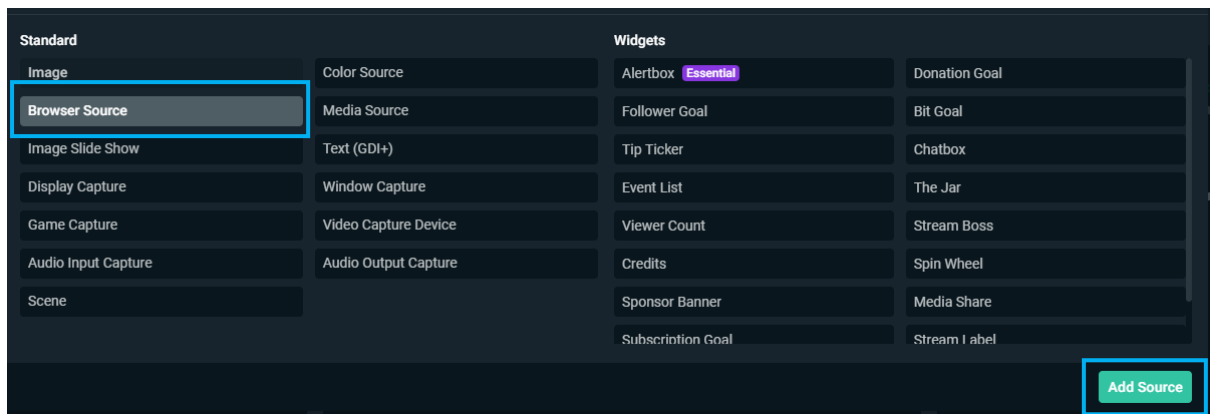 Standard
Image
Browser Source
Image Slide Show
Display Capture
Game Capture
Audio Input Capture
Scene
Color Source
Media Source
Text (GDI+)
Window Capture
Video Capture Device
Audio Output Capture
Widgets
Alertbox Essential
Follower Goal
Tip Ticker
Event List
Viewer Count
Credits
Sponsor Banner
Subscription Goal
Donation Goal
Bit Goal
Chatbox
The Jar
Stream Boss
Spin Wheel
Media Share
Stream Label
Add Source